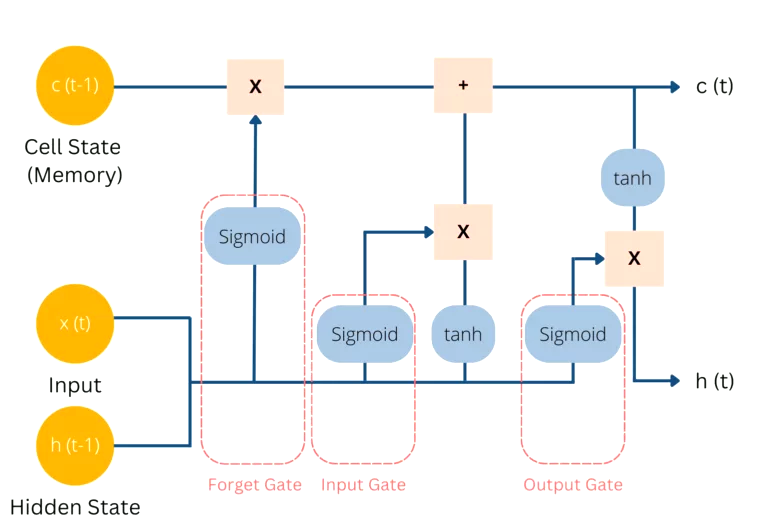 c (t-1)
X
+
c (t)
Cell State
(Memory)
tanh
Sigmoid
X
X
x (t)
Sigmoid
tanh
Sigmoid
Input
h (t)
h (t-1)
Forget Gate
Input Gate
Output Gate
Hidden State